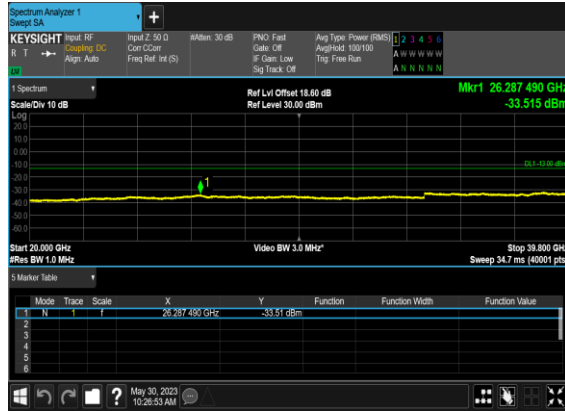 Spectrum Analyzer 1
Swept SA
+
KEYSIGHT Input: RF Input Z: 50 Ω #Atten: 30 dB PNO: Fast Avg Type: Power (RMS) 1 2 3 4 5 6
R T Coupling: DC Corr CCorr Gate: Off Avg|Hold: 100/100 A W W W W W
Align: Auto Freq Ref: Int (S) IF Gain: Low Trig: Free Run
Sig Track: Off A N N N N N
1 Spectrum Ref Lvl Offset 18.60 dB Mkr1 26.287 490 GHz
Scale/Div 10 dB Ref Level 30.00 dBm -33.515 dBm
Log
20.0
10.0
0.00
-10.0 DL1 -13.00 dBm
-20.0 1
-30.0
-40.0
-50.0
-60.0
Start 20.000 GHz Video BW 3.0 MHz* Stop 39.800 GHz
#Res BW 1.0 MHz Sweep 34.7 ms (40001 pts)
5 Marker Table
Mode Trace Scale X Y Function Function Width Function Value
1 N 1 f 26.287 490 GHz -33.51 dBm
2
3
4
5
6
? May 30, 2023
10:26:53 AM